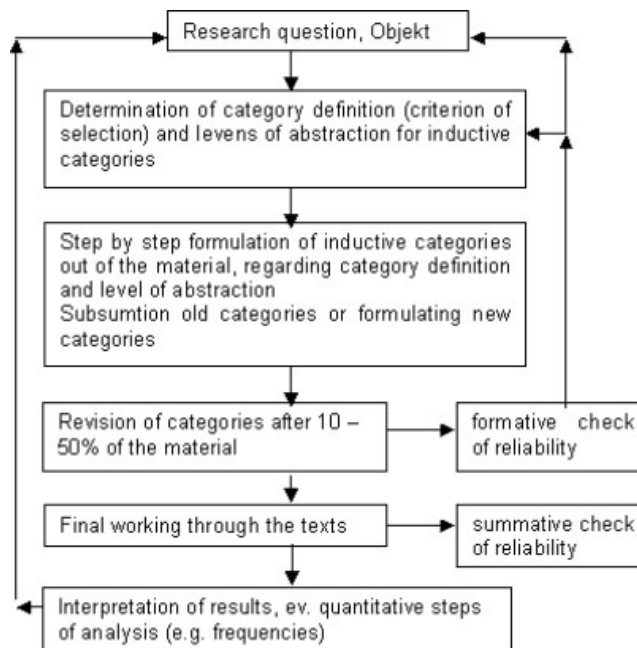 Research question, Objekt
Determination of category definition (criterion of
selection) and levens of abstraction for inductive
categories
Step by step formulation of inductive categories
out of the material, regarding category definition
and level of abstraction
Subsumtion old categories or formulating new
categories
Revision of categories after 10 –
50% of the material
formative check
of reliability
Final working through the texts
summative check
of reliability
Interpretation of results, ev. quantitative steps
of analysis (e.g. frequencies)